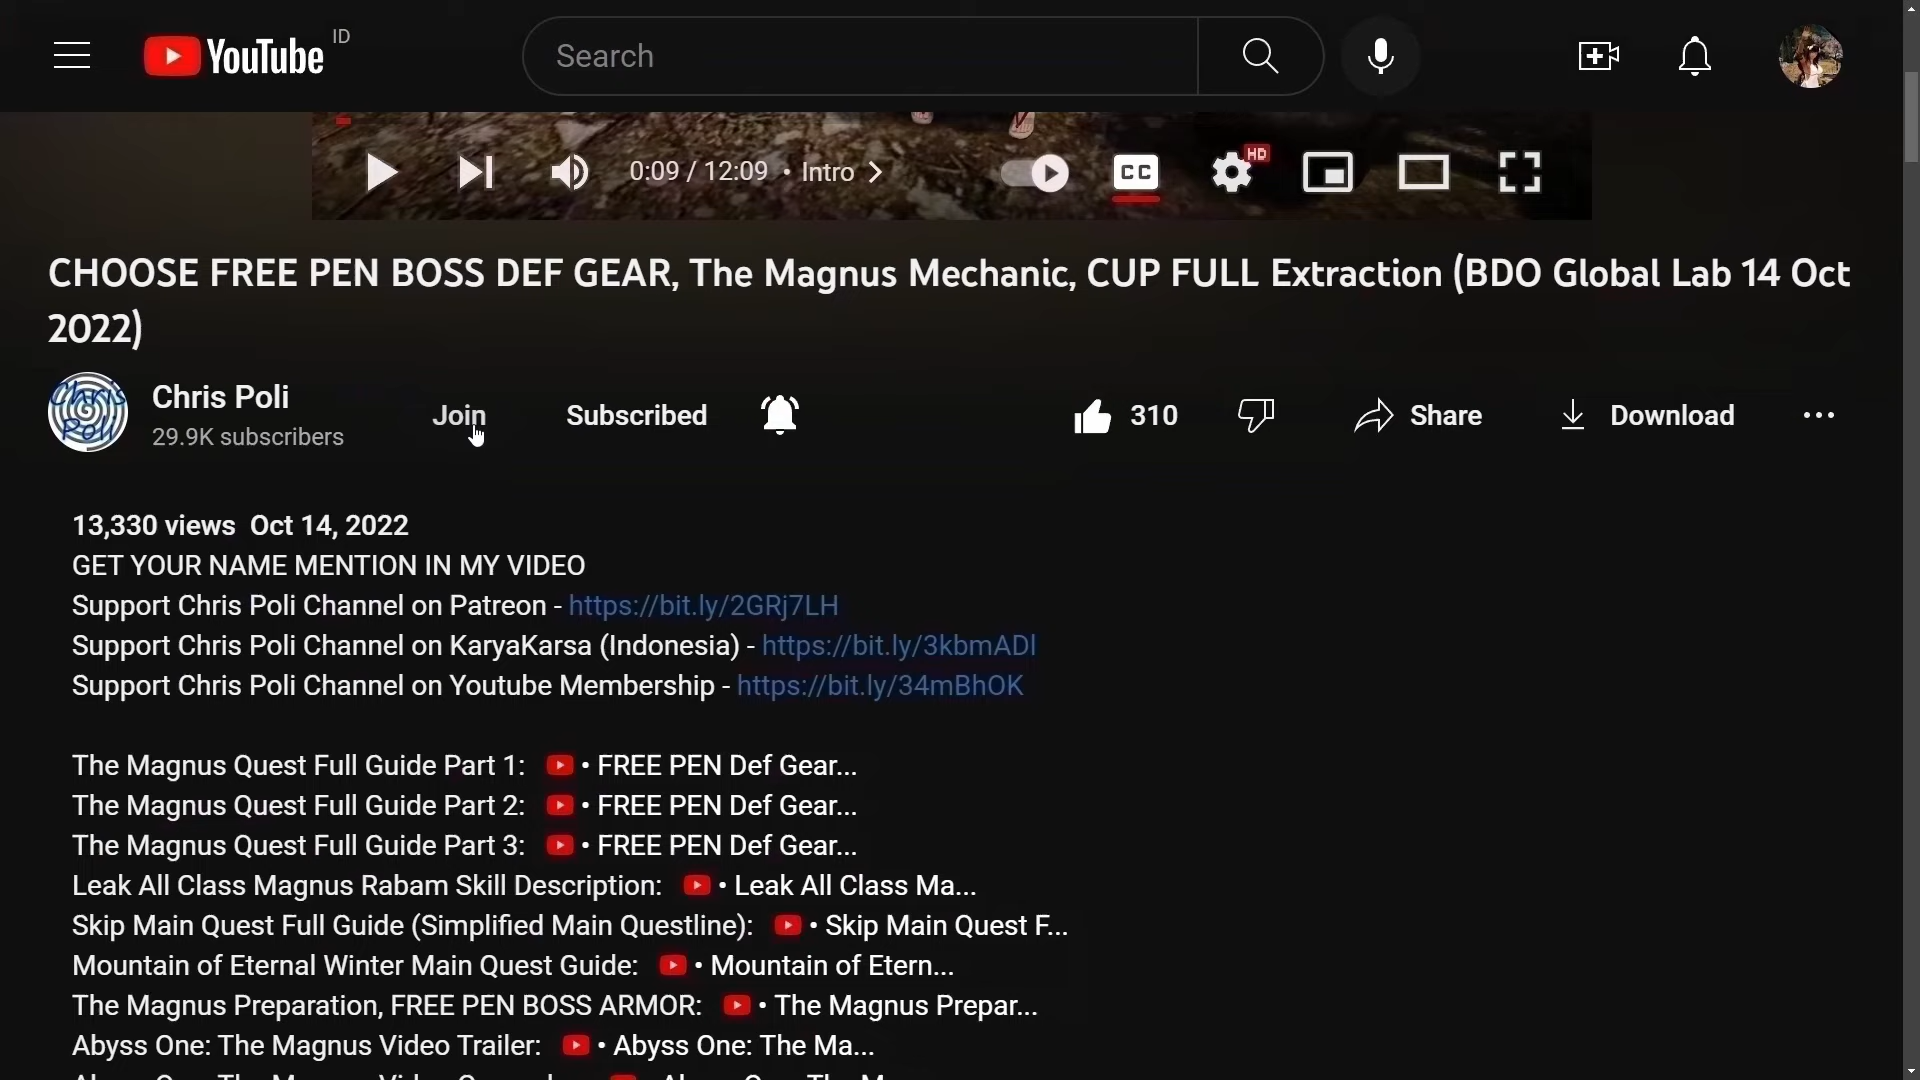 YouTube ID
Search
0:09 / 12:09 • Intro
CC
HD
CHOOSE FREE PEN BOSS DEF GEAR, The Magnus Mechanic, CUP FULL Extraction (BDO Global Lab 14 Oct
2022)
Chris Poli
Chris Poli
29.9K subscribers
Join
Subscribed
310
Share
Download
13,330 views Oct 14, 2022
GET YOUR NAME MENTION IN MY VIDEO
Support Chris Poli Channel on Patreon - https://bit.ly/2GRj7LH
Support Chris Poli Channel on KaryaKarsa (Indonesia) - https://bit.ly/3kbmADl
Support Chris Poli Channel on Youtube Membership - https://bit.ly/34mBhOK
The Magnus Quest Full Guide Part 1: • FREE PEN Def Gear...
The Magnus Quest Full Guide Part 2: • FREE PEN Def Gear...
The Magnus Quest Full Guide Part 3: • FREE PEN Def Gear...
Leak All Class Magnus Rabam Skill Description: • Leak All Class Ma...
Skip Main Quest Full Guide (Simplified Main Questline): • Skip Main Quest F...
Mountain of Eternal Winter Main Quest Guide: • Mountain of Etern...
The Magnus Preparation, FREE PEN BOSS ARMOR: • The Magnus Prepar...
Abyss One: The Magnus Video Trailer: • Abyss One: The Ma...